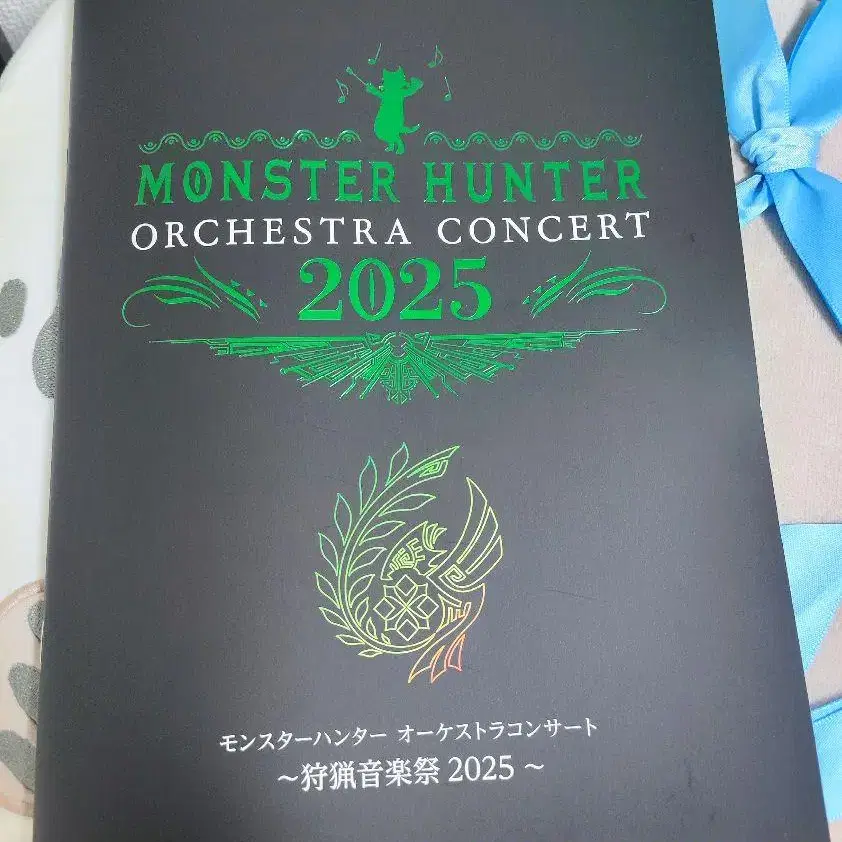 MONSTER HUNTER
ORCHESTRA CONCERT
2025
モンスターハンター オーケストラコンサート
～狩猟音楽祭 2025～